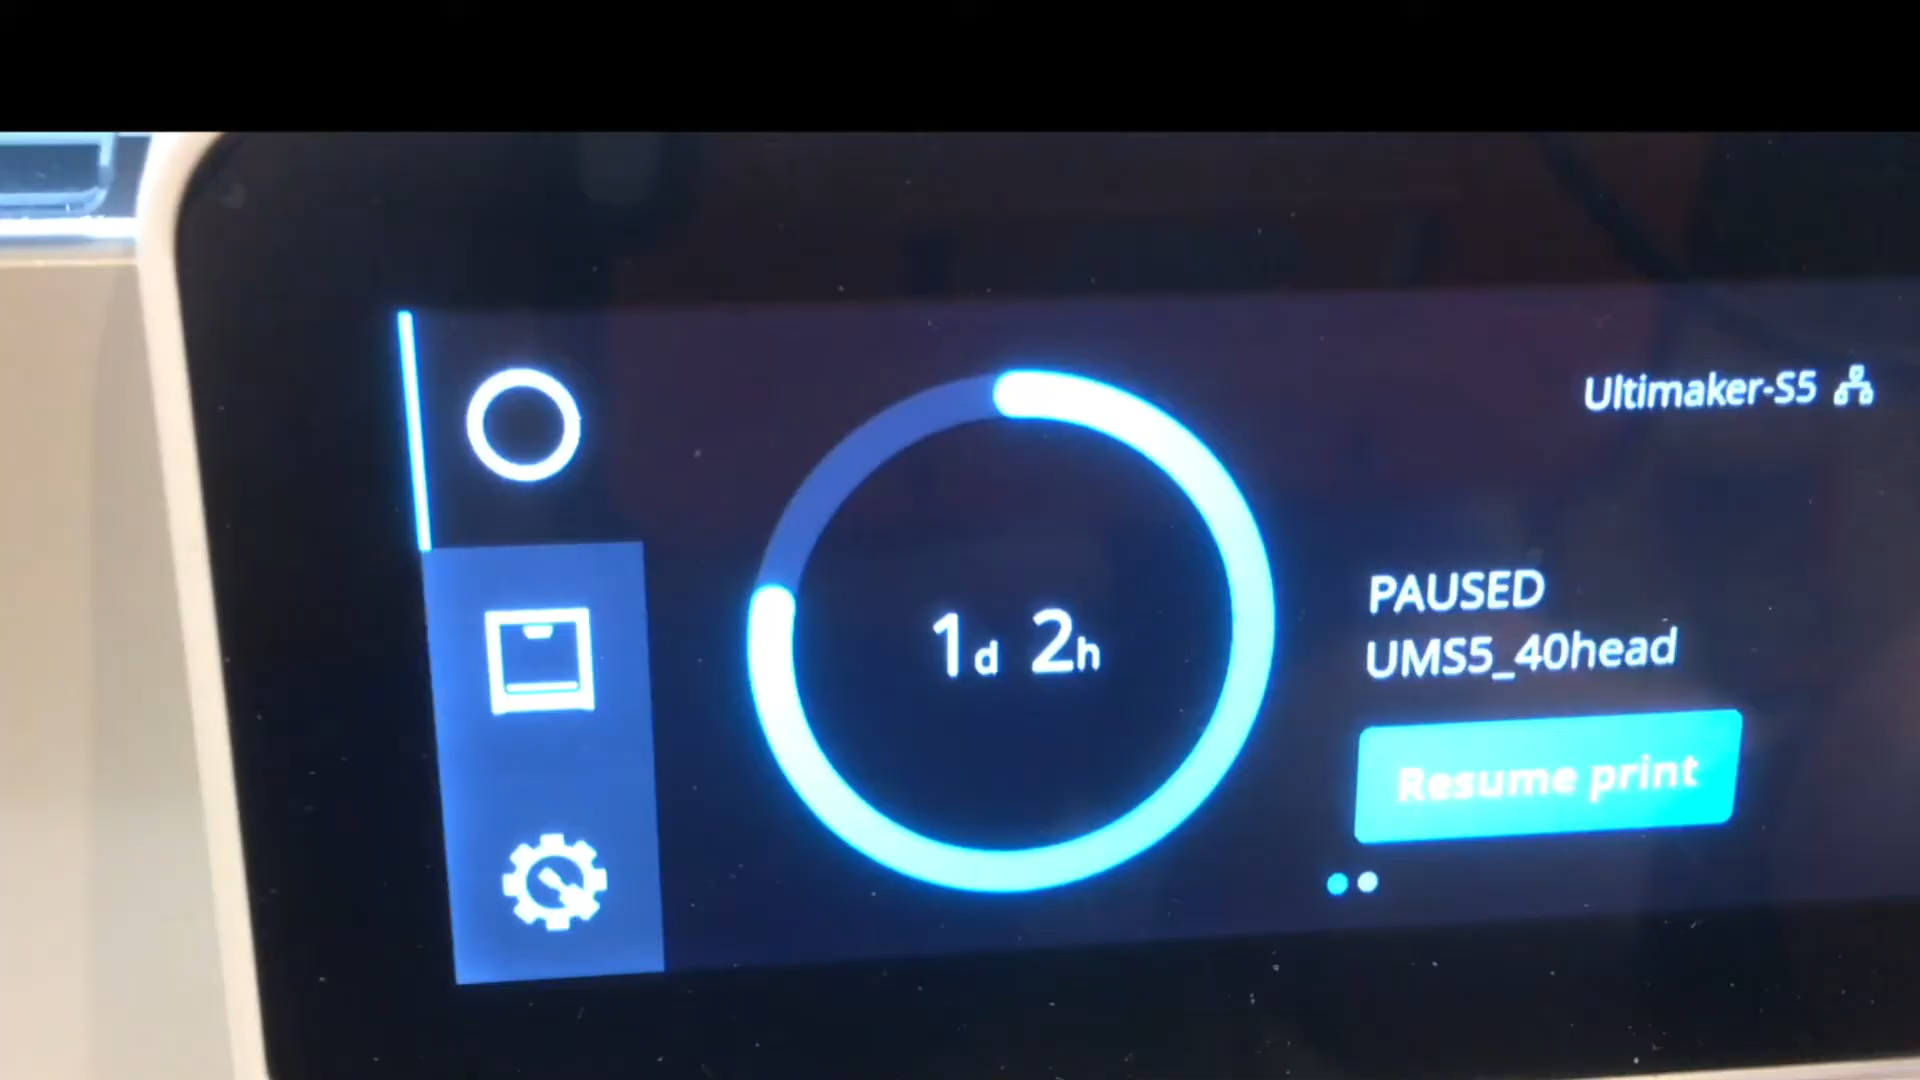 Ultimaker-S5
1d 2h
PAUSED
UMS5_40head
Resume print